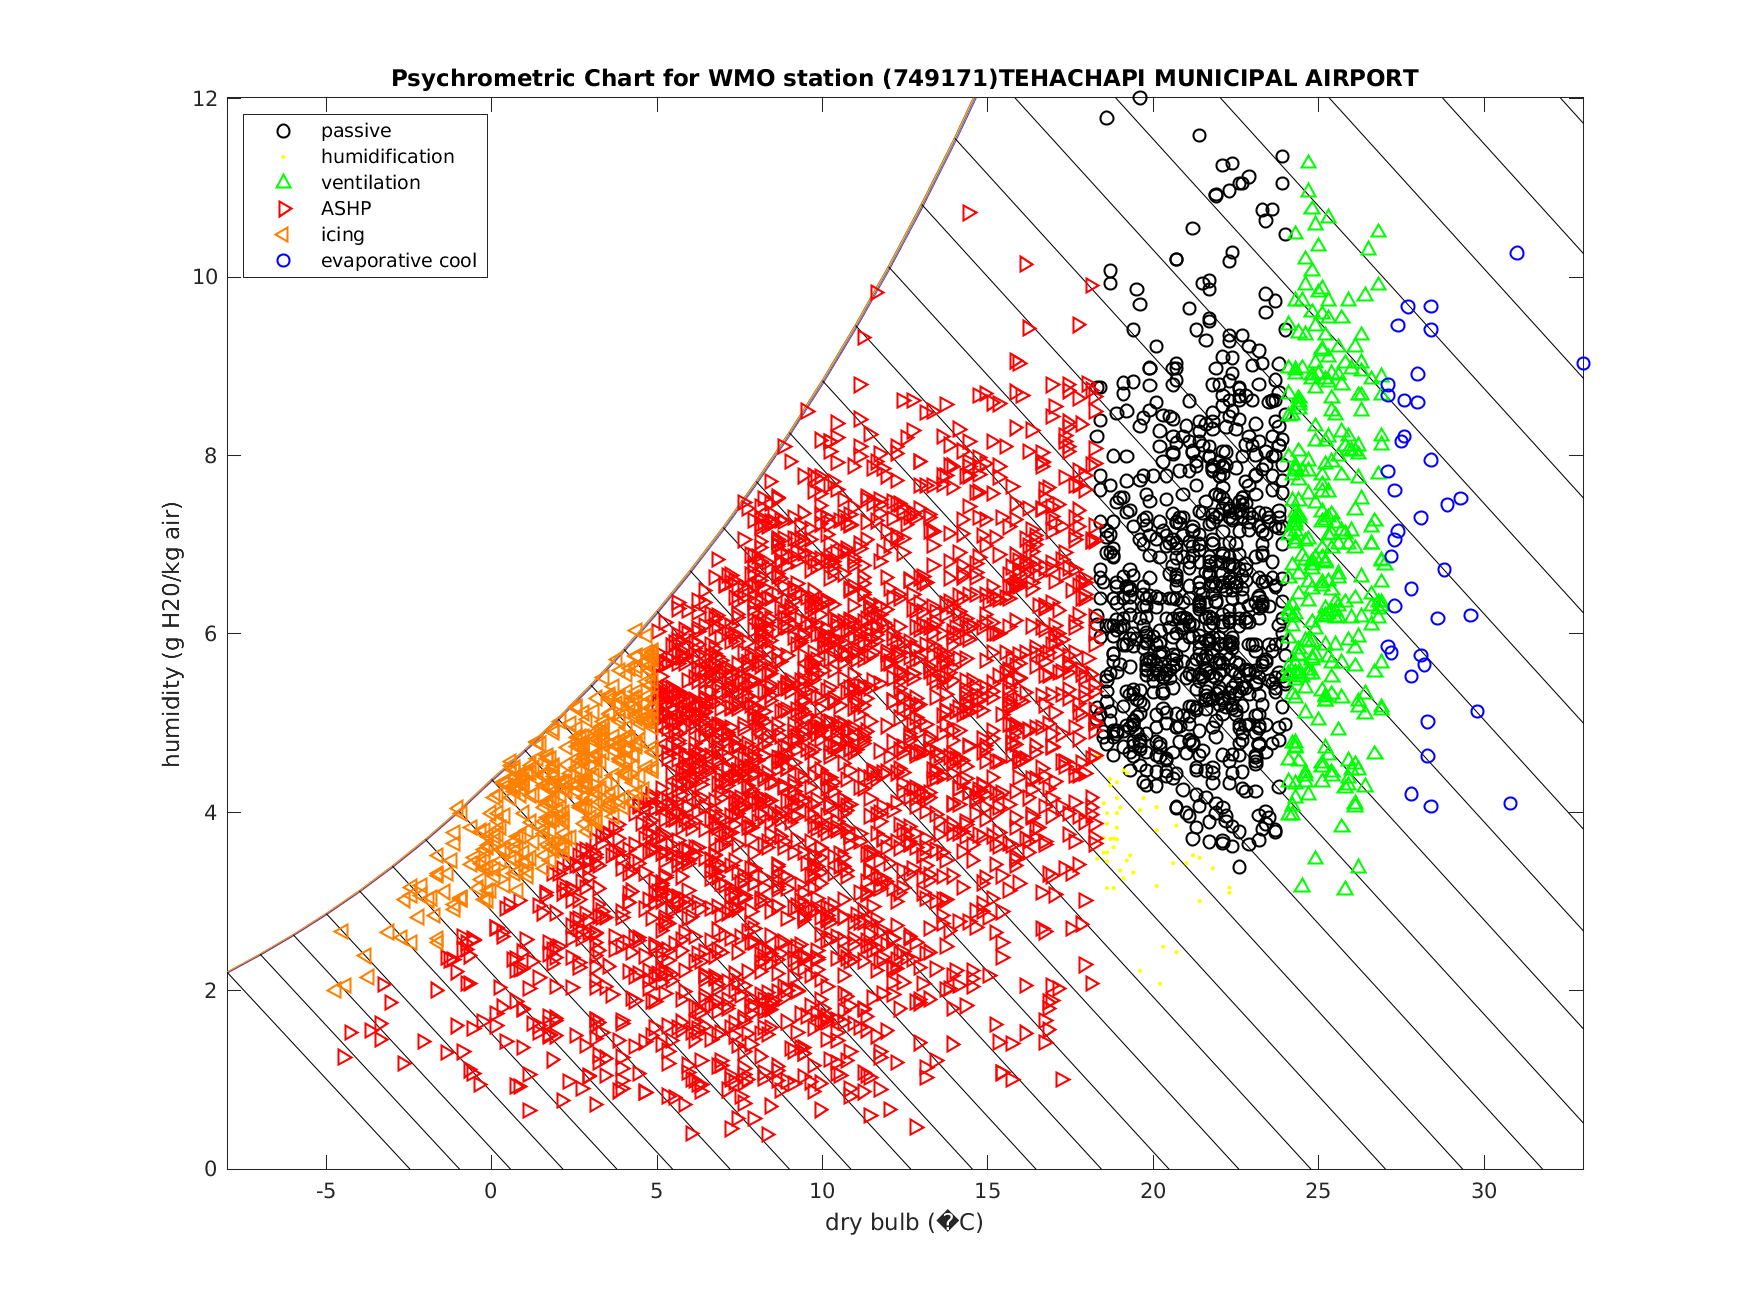 Psychrometric Chart for WMO station (749171)TEHACHAPI MUNICIPAL AIRPORT
12
10
8
6
4
2
0
humidity (g H20/kg air)
passive
humidification
ventilation
ASHP
icing
evaporative cool
-5
0
5
10
15
20
25
30
dry bulb (�C)